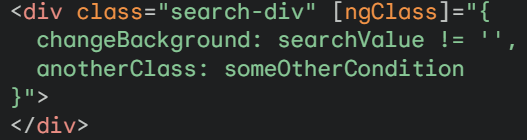 <div class="search-div" [ngClass]="{
changeBackground: searchValue != '',
anotherClass: someOtherCondition
}">
</div>